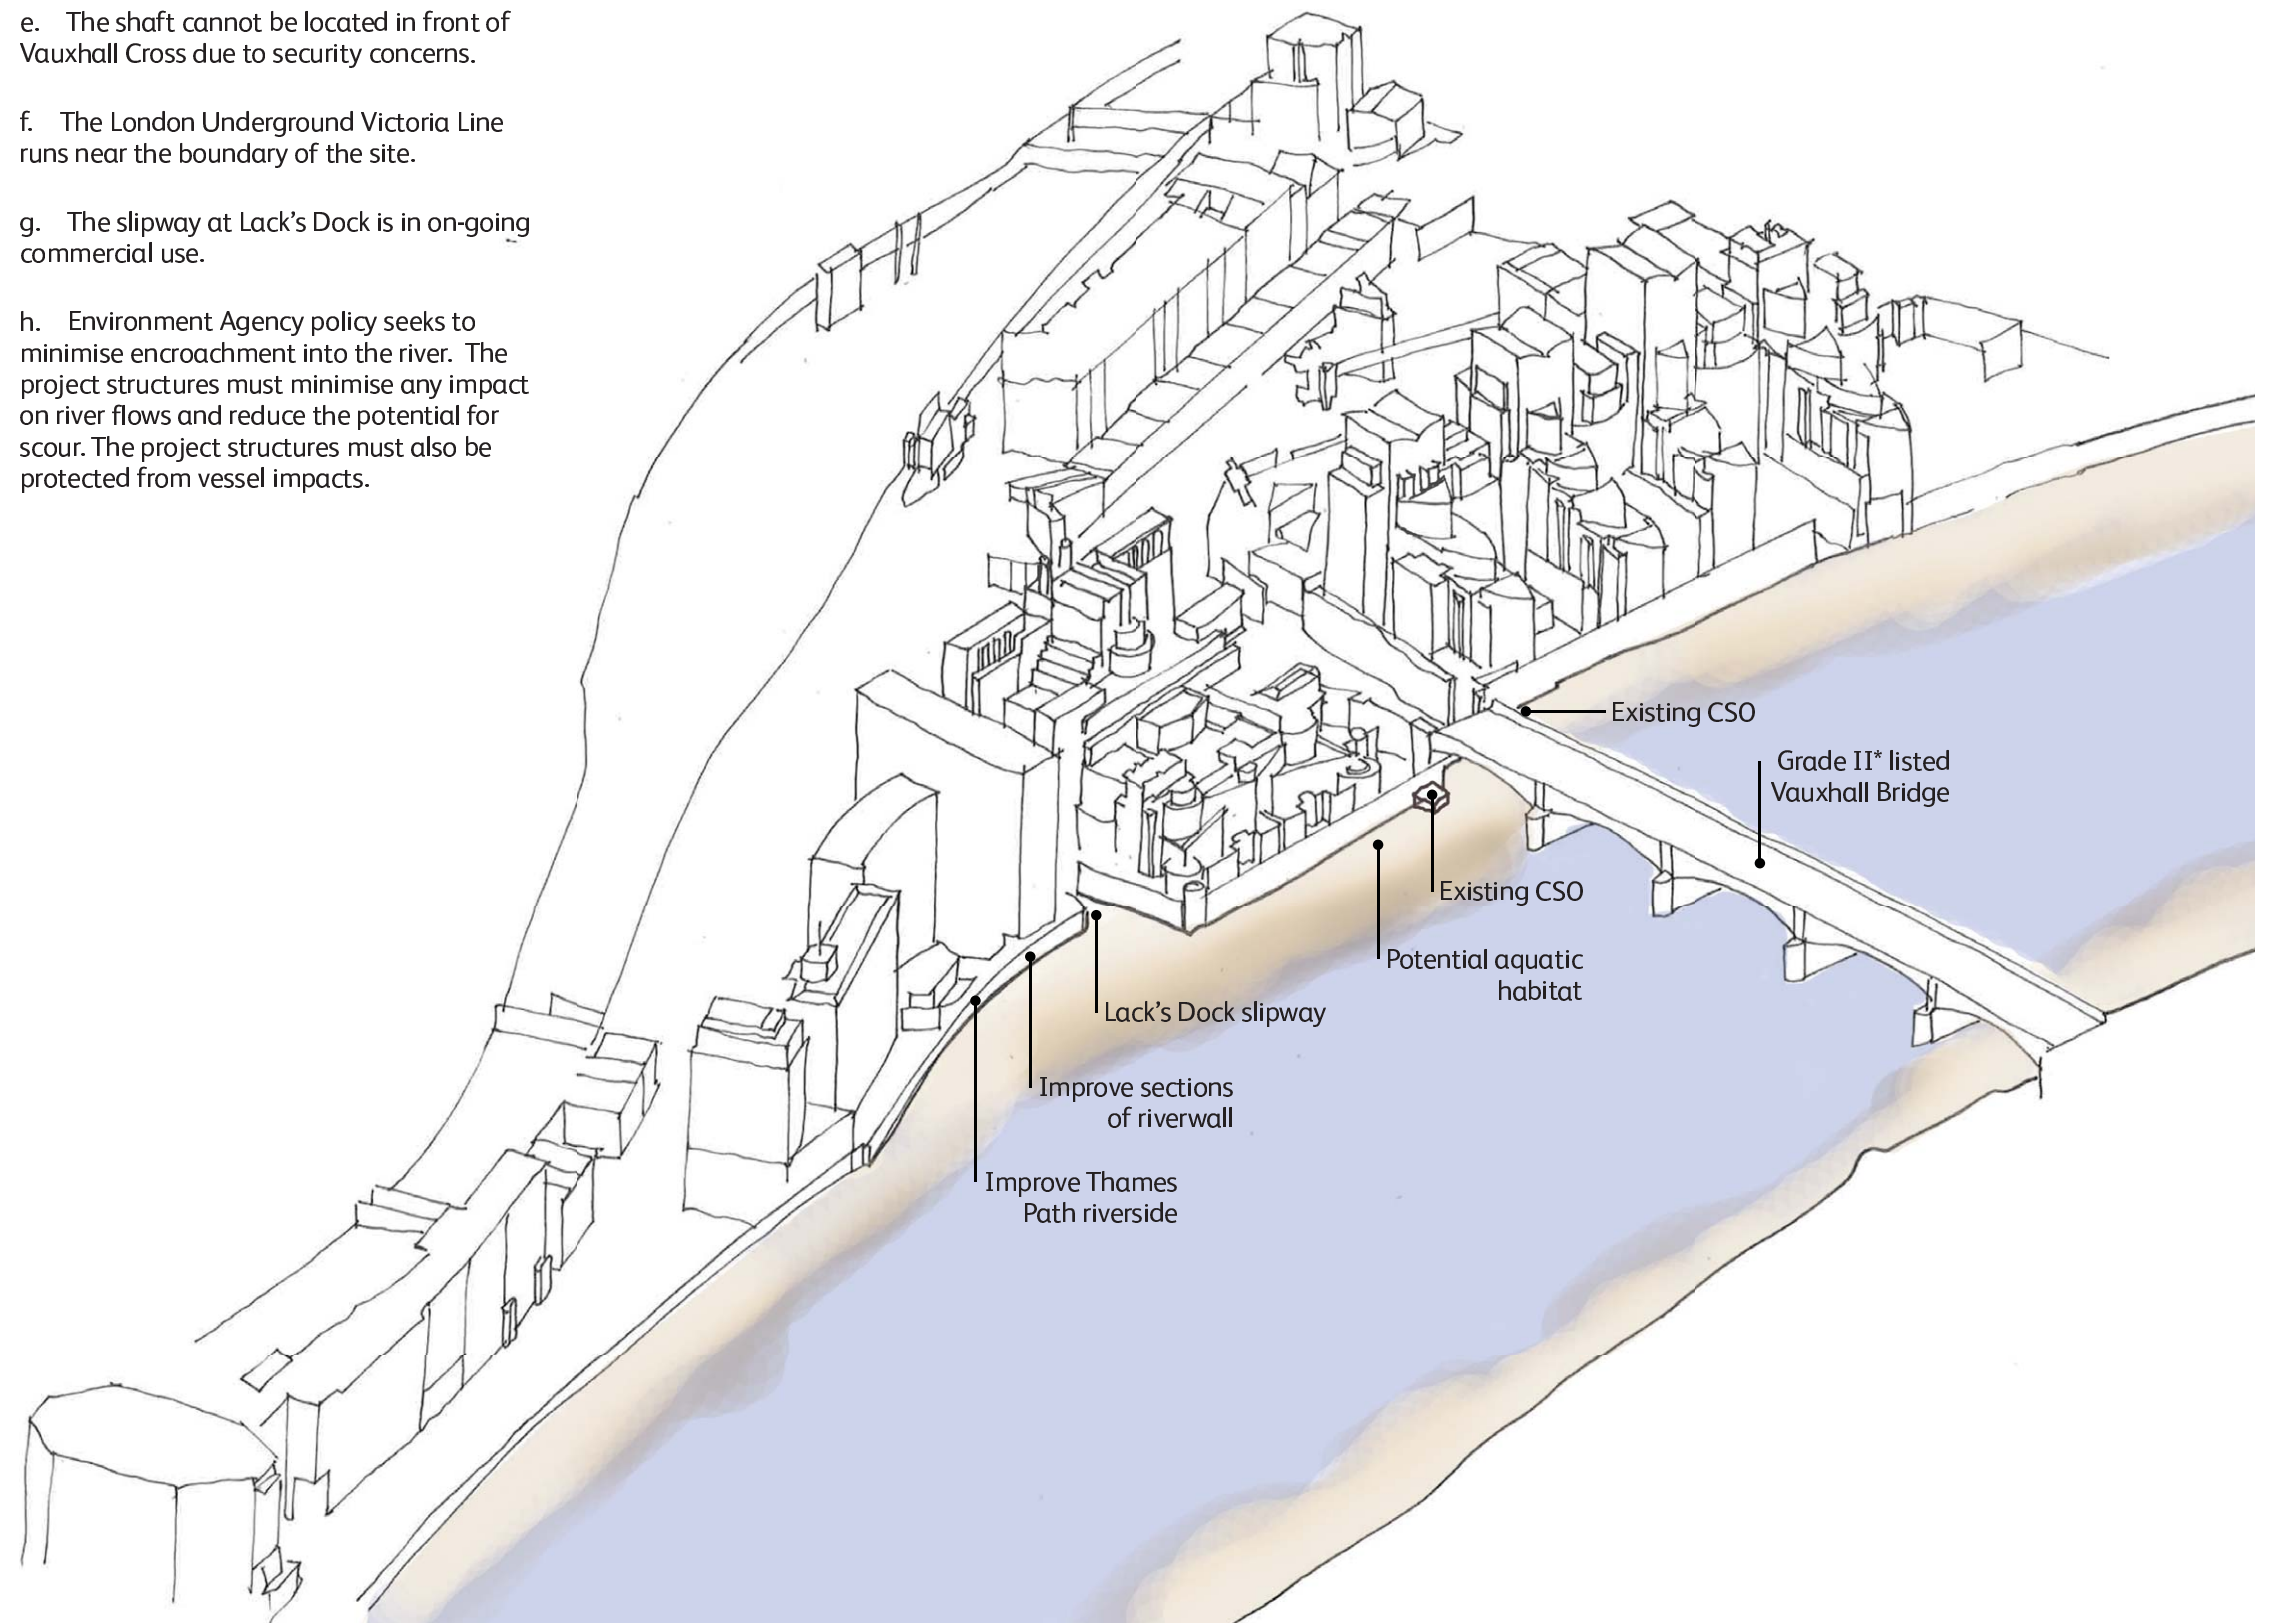 e. The shaft cannot be located in front of
Vauxhall Cross due to security concerns.
f. The London Underground Victoria Line
runs near the boundary of the site.
g. The slipway at Lack's Dock is in on-going
commercial use.
h. Environment Agency policy seeks to
minimise encroachment into the river. The
project structures must minimise any impact
on river flows and reduce the potential for
scour. The project structures must also be
protected from vessel impacts.
Existing CSO
Grade II* listed
Vauxhall Bridge
Existing CSO
Potential aquatic
habitat
Lack's Dock slipway
Improve sections
of riverwall
Improve Thames
Path riverside